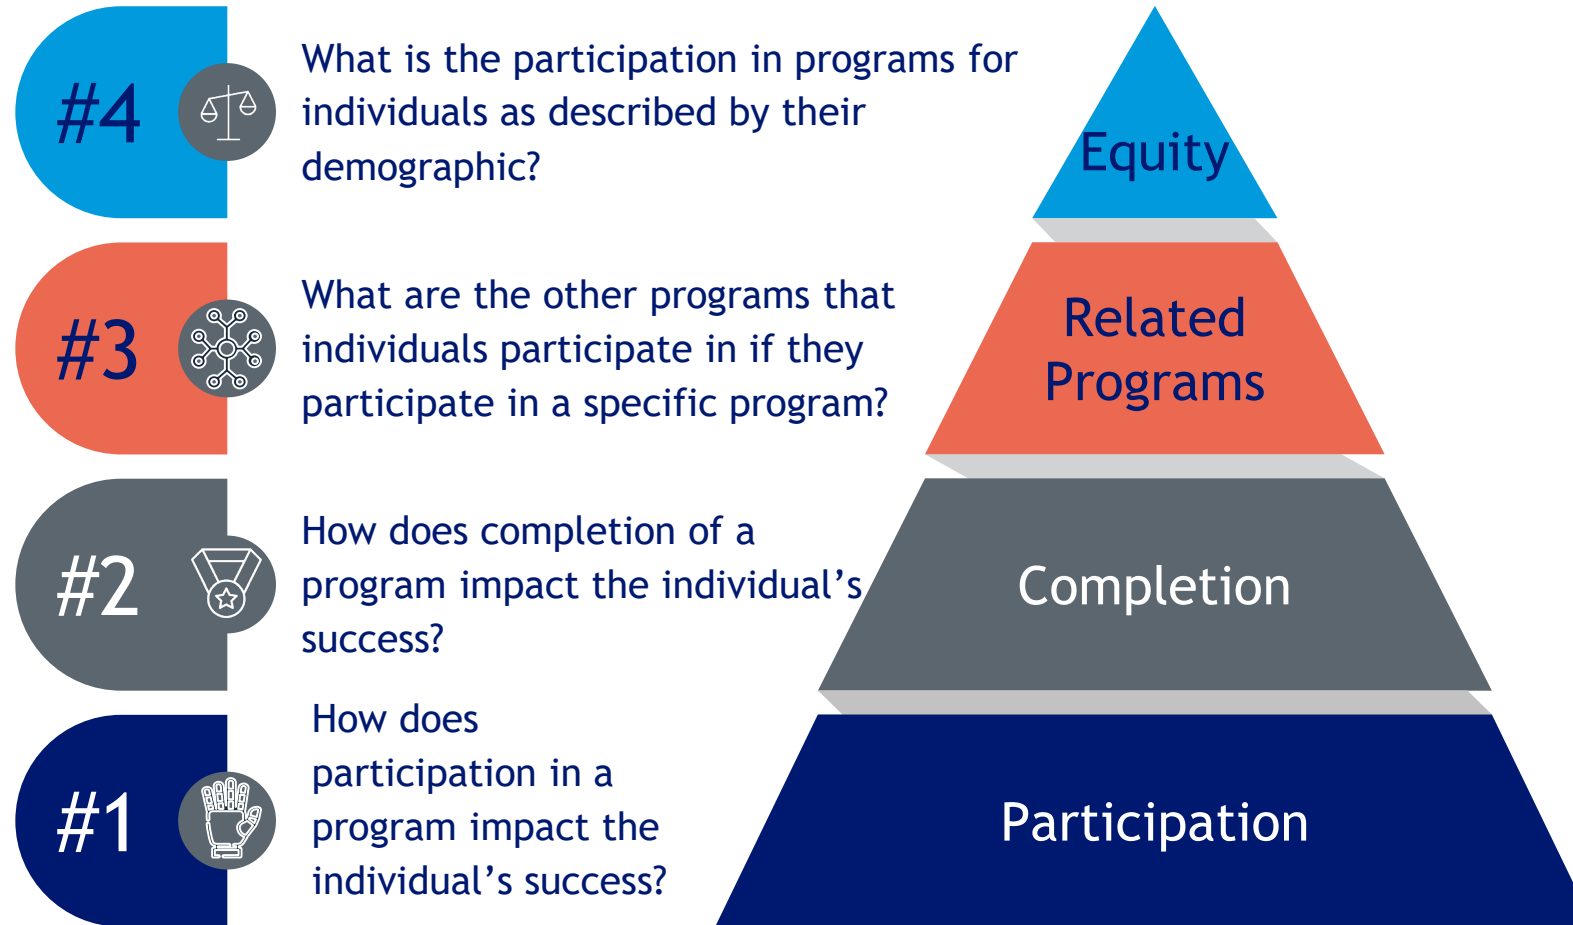 #4
What is the participation in programs for
individuals as described by their
demographic?
Equity
#3
What are the other programs that
individuals participate in if they
participate in a specific program?
Related
Programs
#2
How does completion of a
program impact the individual’s
success?
Completion
#1
How does
participation in a
program impact the
individual’s success?
Participation